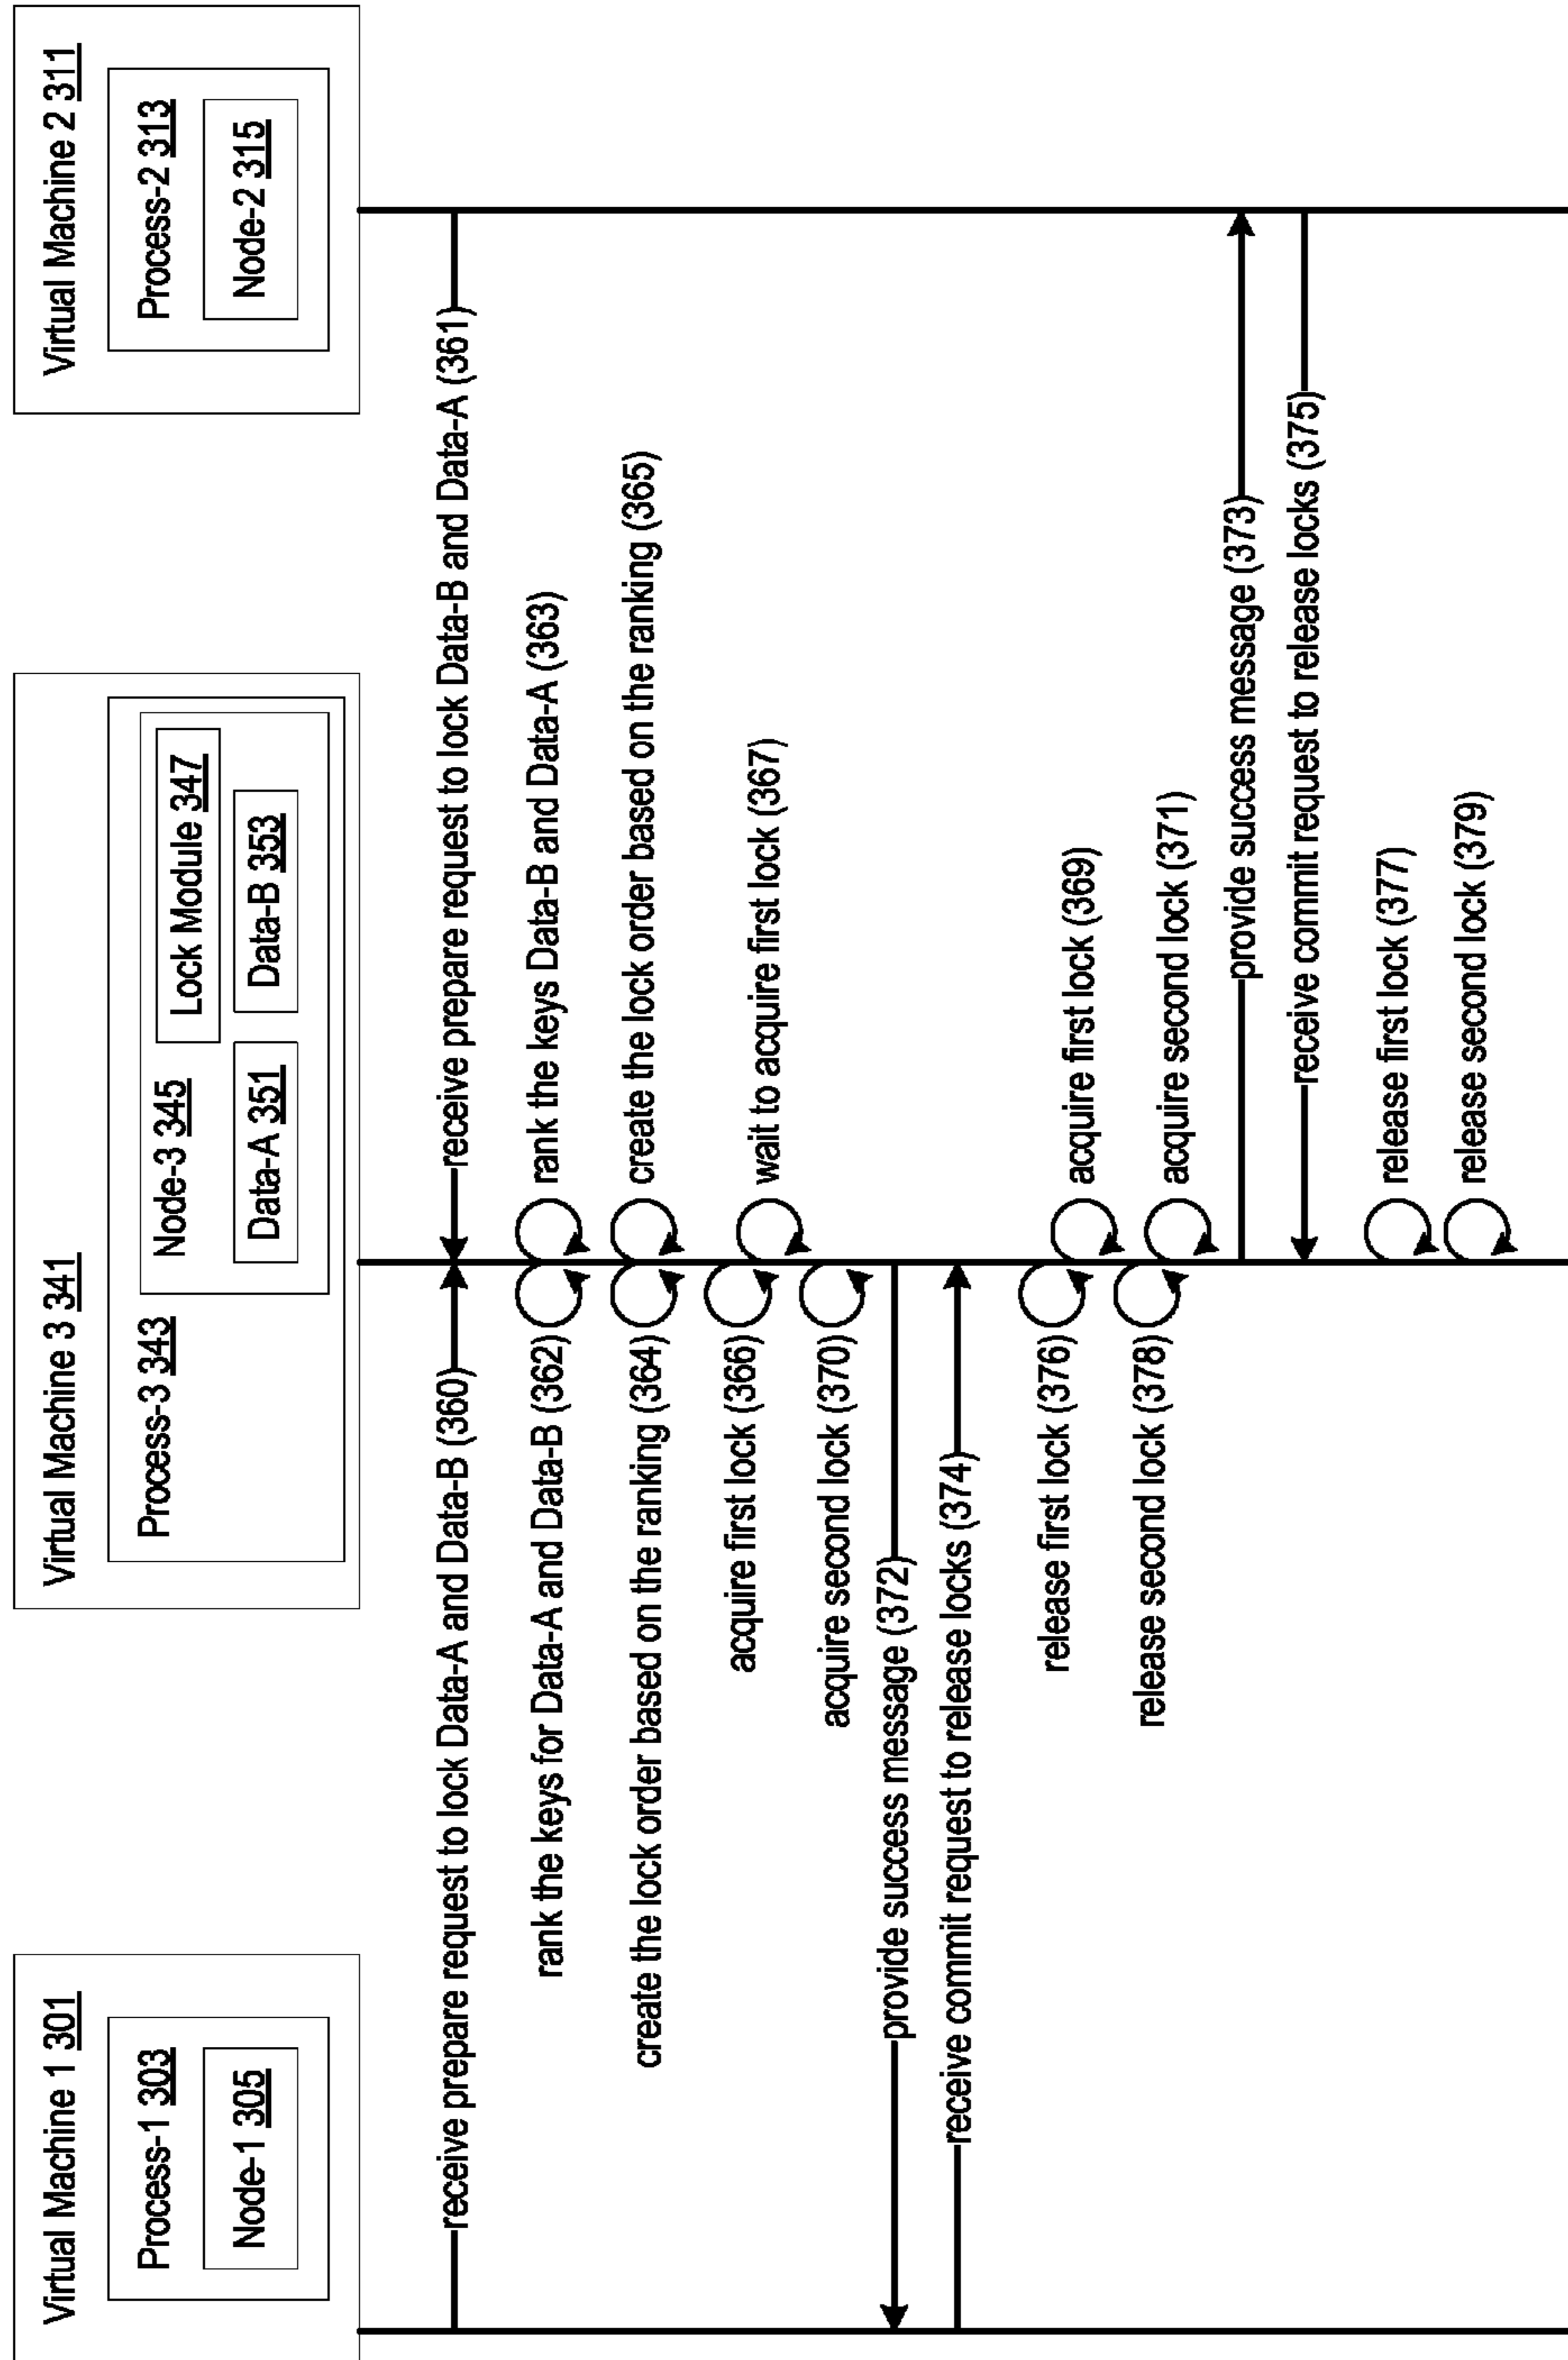 Virtual Machine 1 301
Process-1 303
Node-1 305
Virtual Machine 3 341
Process-3 343
Node-3 345
Lock Module 347
Data-A 351
Data-B 353
Virtual Machine 2 311
Process-2 313
Node-2 315
receive prepare request to lock Data-A and Data-B (360)
receive prepare request to lock Data-B and Data-A (361)
rank the keys for Data-A and Data-B (362)
rank the keys Data-B and Data-A (363)
create the lock order based on the ranking (364)
create the lock order based on the ranking (365)
acquire first lock (366)
wait to acquire first lock (367)
acquire second lock (370)
provide success message (372)
receive commit request to release locks (374)
release first lock (376)
acquire first lock (369)
release second lock (378)
acquire second lock (371)
provide success message (373)
receive commit request to release locks (375)
release first lock (377)
release second lock (379)